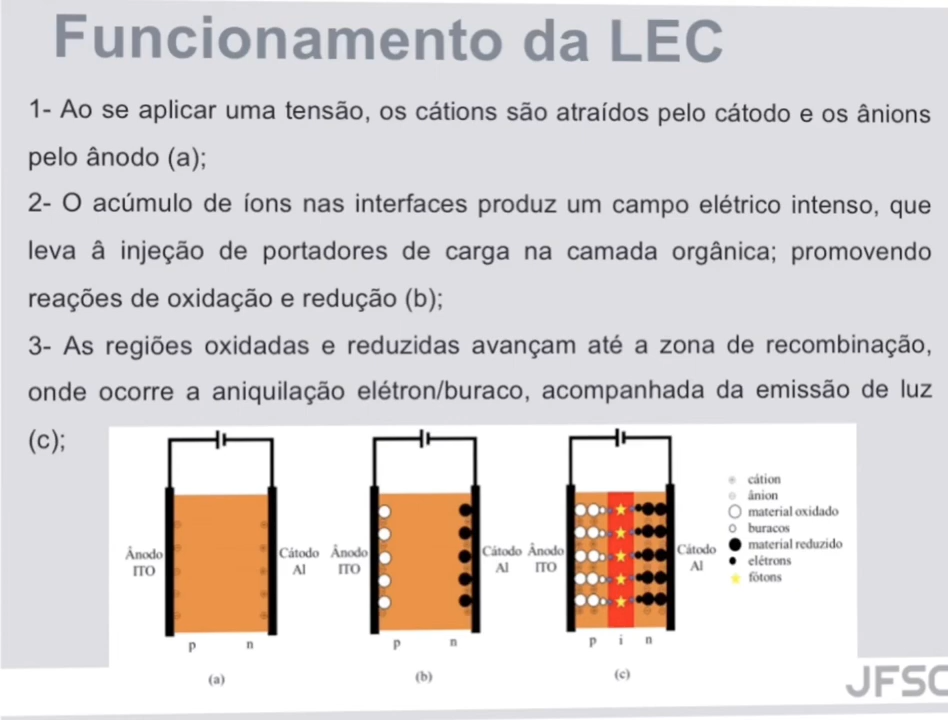 Funcionamento da LEC
1- Ao se aplicar uma tensão, os cátions são atraídos pelo cátodo e os ânions
pelo ânodo (a);
2- O acúmulo de íons nas interfaces produz um campo elétrico intenso, que
leva â injeção de portadores de carga na camada orgânica; promovendo
reações de oxidação e redução (b);
3- As regiões oxidadas e reduzidas avançam até a zona de recombinação,
onde ocorre a aniquilação elétron/buraco, acompanhada da emissão de luz
(c);
Ânodo
ITO
Cátodo
Al
p n
(a)
Ânodo
ITO
Cátodo
Al
p n
(b)
Ânodo
ITO
Cátodo
Al
p i n
(c)
cátion
ânion
material oxidado
buracos
material reduzido
elétrons
fótons
JFSC